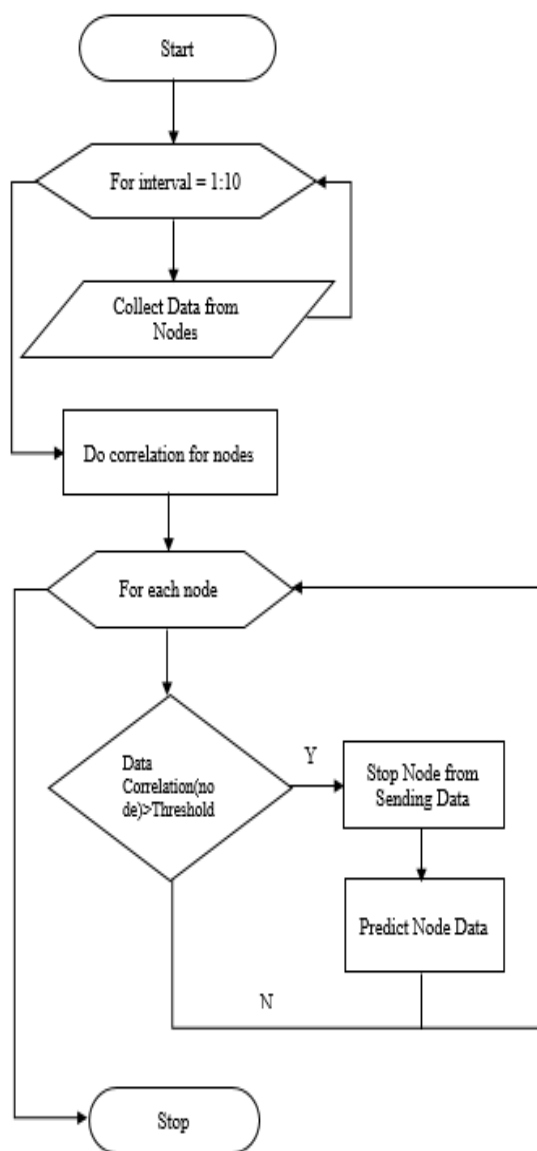 Start
For interval = 1:10
Collect Data from
Nodes
Do correlation for nodes
For each node
Data
Correlation(no
de)>Threshold
Y
Stop Node from
Sending Data
Predict Node Data
N
Stop